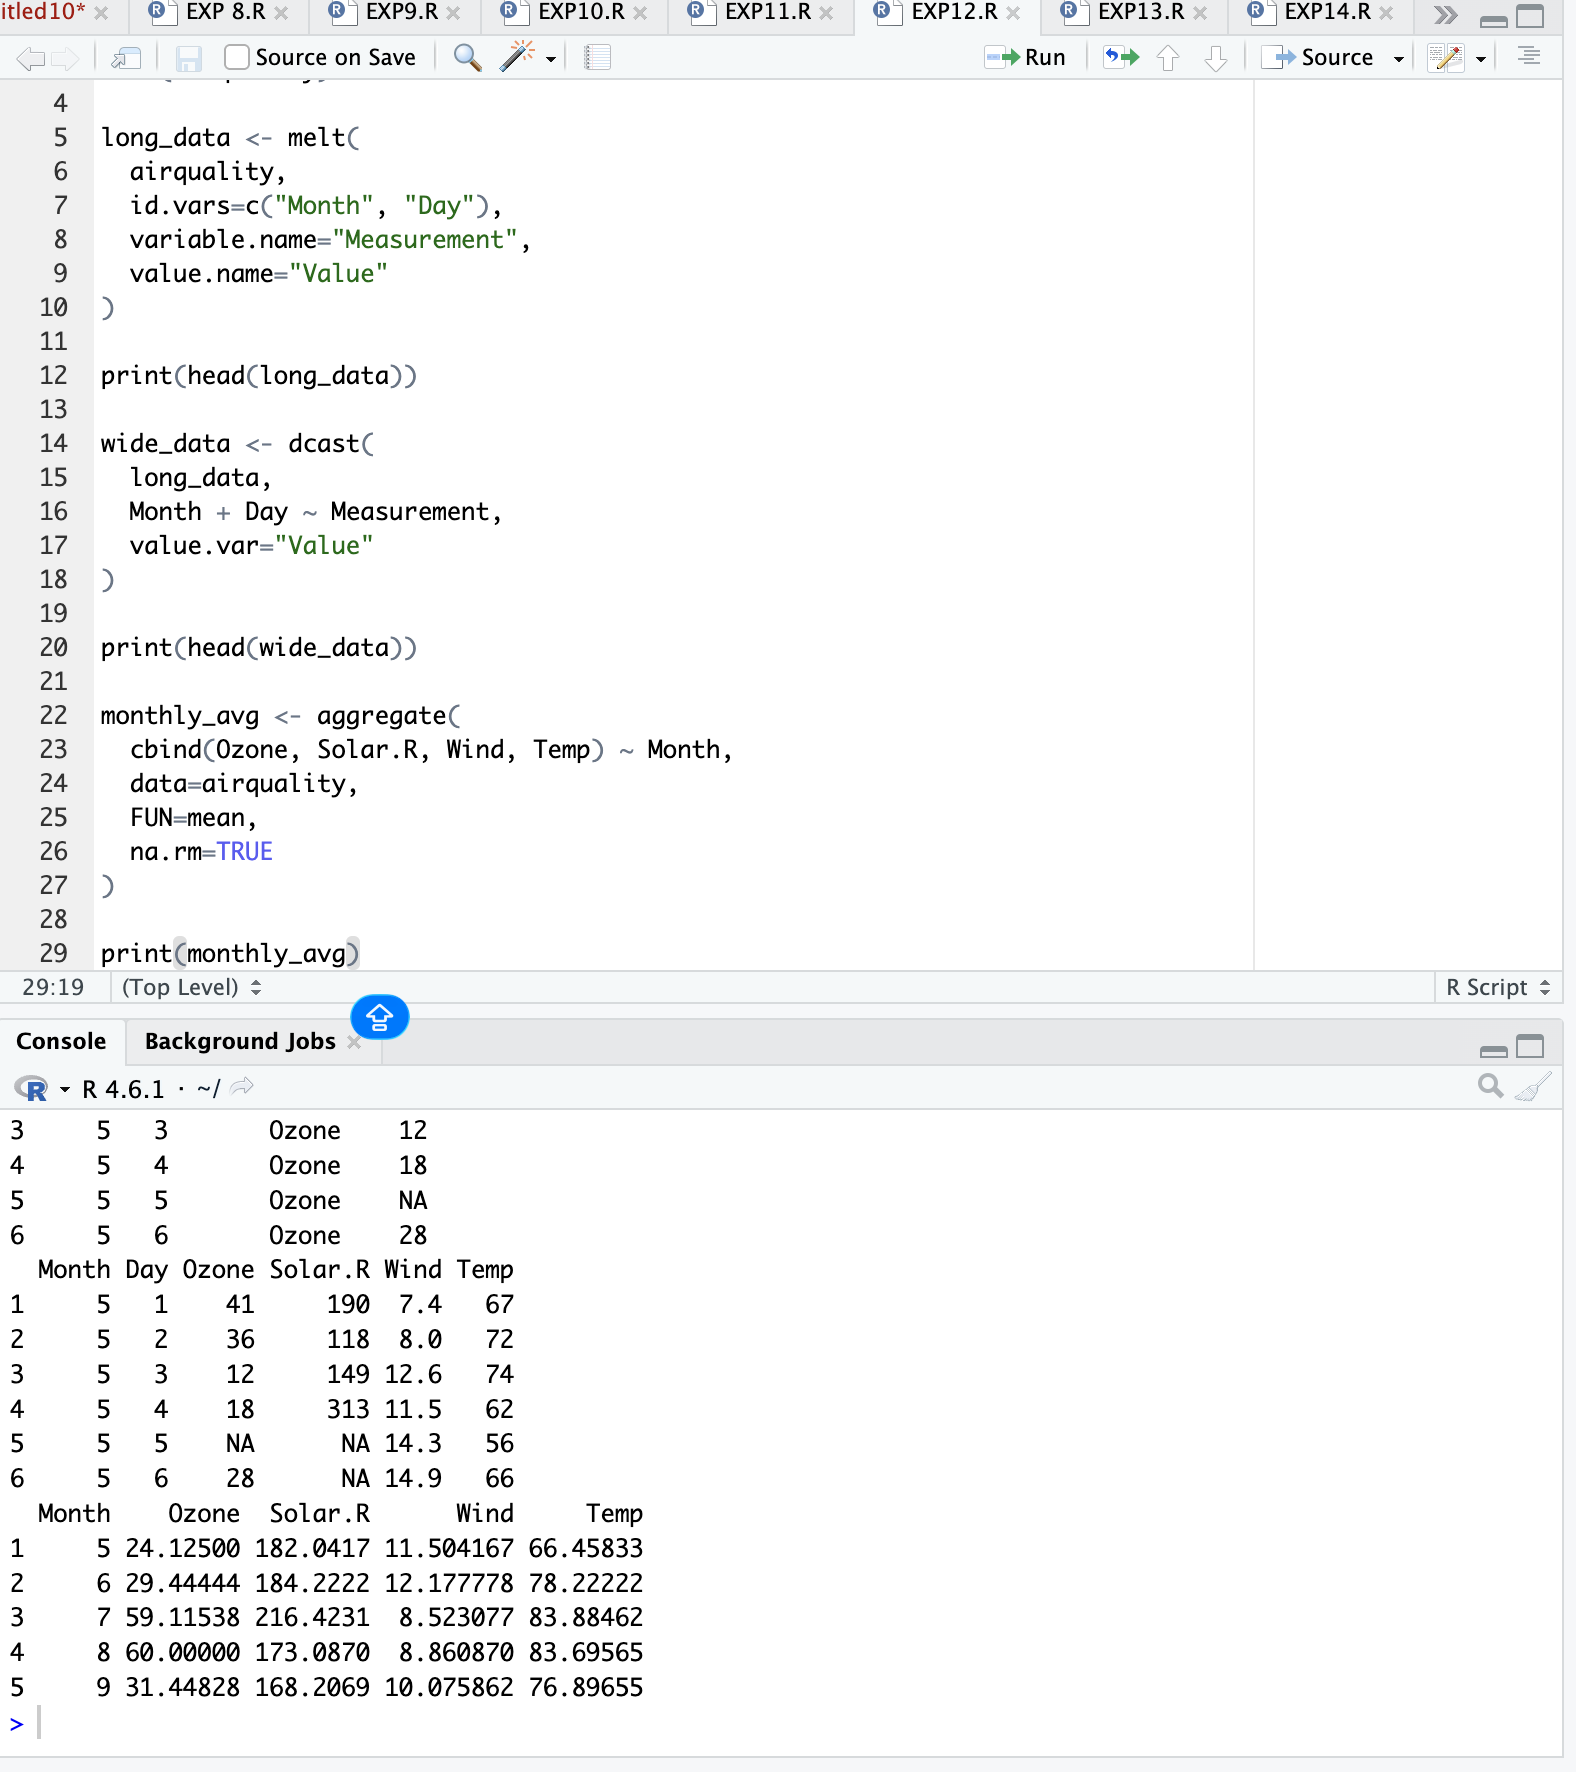 itled10* × EXP 8.R × EXP9.R × EXP10.R × EXP11.R × EXP12.R × EXP13.R × EXP14.R ×
Source on Save Run Source
4
5 long_data <- melt(
6   airquality,
7   id.vars=c("Month", "Day"),
8   variable.name="Measurement",
9   value.name="Value"
10 )
11
12 print(head(long_data))
13
14 wide_data <- dcast(
15   long_data,
16   Month + Day ~ Measurement,
17   value.var="Value"
18 )
19
20 print(head(wide_data))
21
22 monthly_avg <- aggregate(
23   cbind(Ozone, Solar.R, Wind, Temp) ~ Month,
24   data=airquality,
25   FUN=mean,
26   na.rm=TRUE
27 )
28
29 print(monthly_avg)
29:19 (Top Level) R Script
Console Background Jobs ×
R 4.6.1 · ~/
3     5   3       Ozone    12
4     5   4       Ozone    18
5     5   5       Ozone    NA
6     5   6       Ozone    28
  Month Day Ozone Solar.R Wind Temp
1     5   1    41     190  7.4   67
2     5   2    36     118  8.0   72
3     5   3    12     149 12.6   74
4     5   4    18     313 11.5   62
5     5   5    NA      NA 14.3   56
6     5   6    28      NA 14.9   66
  Month    Ozone  Solar.R      Wind     Temp
1     5 24.12500 182.0417 11.504167 66.45833
2     6 29.44444 184.2222 12.177778 78.22222
3     7 59.11538 216.4231  8.523077 83.88462
4     8 60.00000 173.0870  8.860870 83.69565
5     9 31.44828 168.2069 10.075862 76.89655
>